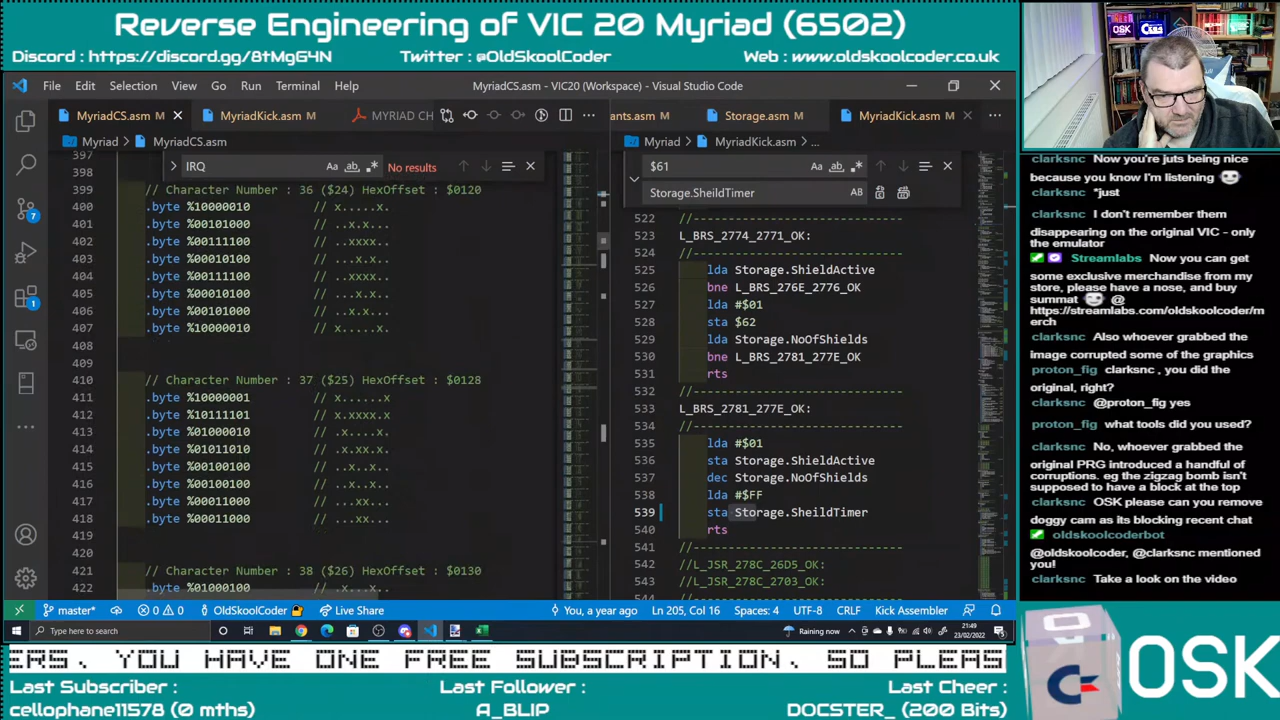 Reverse Engineering of VIC 20 Myriad (6502)
Discord : https://discord.gg/8tMgG4N
Twitter : @OldSkoolCoder
Web : www.oldskoolcoder.co.uk
File Edit Selection View Go Run Terminal Help
MyriadCS.asm - VIC20 (Workspace) - Visual Studio Code
MyriadCS.asm M
MyriadKick.asm M
MYRIAD CH
ants.asm M
Storage.asm M
MyriadKick.asm M
Myriad > MyriadCS.asm
Myriad > MyriadKick.asm > ...
IRQ
Aa ab .*
No results
$61
Aa ab .*
Storage.SheildTimer
AB
397
398
399 // Character Number : 36 ($24) HexOffset : $0120
400 .byte %10000010 // x.....x.
401 .byte %00101000 // ..x.x...
402 .byte %00111100 // ..xxxx..
403 .byte %00010100 // ...x.x..
404 .byte %00111100 // ..xxxx..
405 .byte %00010100 // ...x.x..
406 .byte %00101000 // ..x.x...
407 .byte %10000010 // x.....x.
408
409
410 // Character Number : 37 ($25) HexOffset : $0128
411 .byte %10000001 // x......x
412 .byte %10111101 // x.xxxx.x
413 .byte %01000010 // .x....x.
414 .byte %01011010 // .x.xx.x.
415 .byte %00100100 // ..x..x..
416 .byte %00100100 // ..x..x..
417 .byte %00011000 // ...xx...
418 .byte %00011000 // ...xx...
419
420
421 // Character Number : 38 ($26) HexOffset : $0130
422 .byte %01000100 // .x...x..
522 //----------------------------------
523 L_BRS_2774_2771_OK:
524 //----------------------------------
525 lda Storage.ShieldActive
526 bne L_BRS_276E_2776_OK
527 lda #$01
528 sta $62
529 lda Storage.NoOfShields
530 bne L_BRS_2781_277E_OK
531 rts
532 //----------------------------------
533 L_BRS_2781_277E_OK:
534 //----------------------------------
535 lda #$01
536 sta Storage.ShieldActive
537 dec Storage.NoOfShields
538 lda #$FF
539 sta Storage.SheildTimer
540 rts
541 //----------------------------------
542 //L_JSR_278C_26D5_OK:
543 //L_JSR_278C_2703_OK:
7
1
master*
0 0
OldSkoolCoder
Live Share
You, a year ago
Ln 205, Col 16
Spaces: 4
UTF-8
CRLF
Kick Assembler
Type here to search
Raining now
21:49
23/02/2022
clarksnc : Now you're juts being nice
because you know I'm listening
clarksnc : *just
clarksnc : I don't remember them
disappearing on the original VIC - only
the emulator
Streamlabs : Now you can get
some exclusive merchandise from my
store, please have a nose, and buy
summat @
https://streamlabs.com/oldskoolcoder/m
erch
clarksnc : Also whoever grabbed the
image corrupted some of the graphics
proton_fig : clarksnc , you did the
original, right?
clarksnc : @proton_fig yes
proton_fig : what tools did you used?
clarksnc : No, whoever grabbed the
original PRG introduced a handful of
corruptions. eg the zigzag bomb isn't
supposed to have a block at the top
clarksnc : OSK please can you remove
doggy cam as its blocking recent chat
oldskoolcoderbot :
@oldskoolcoder, @clarksnc mentioned
you!
clarksnc : Take a look on the video
ERS. YOU HAVE ONE FREE SUBSCRIPTION. SO PLEAS
Last Subscriber :
cellophane11578 (0 mths)
Last Follower :
A_BLIP
Last Cheer :
DOCSTER_ (200 Bits)
OSK